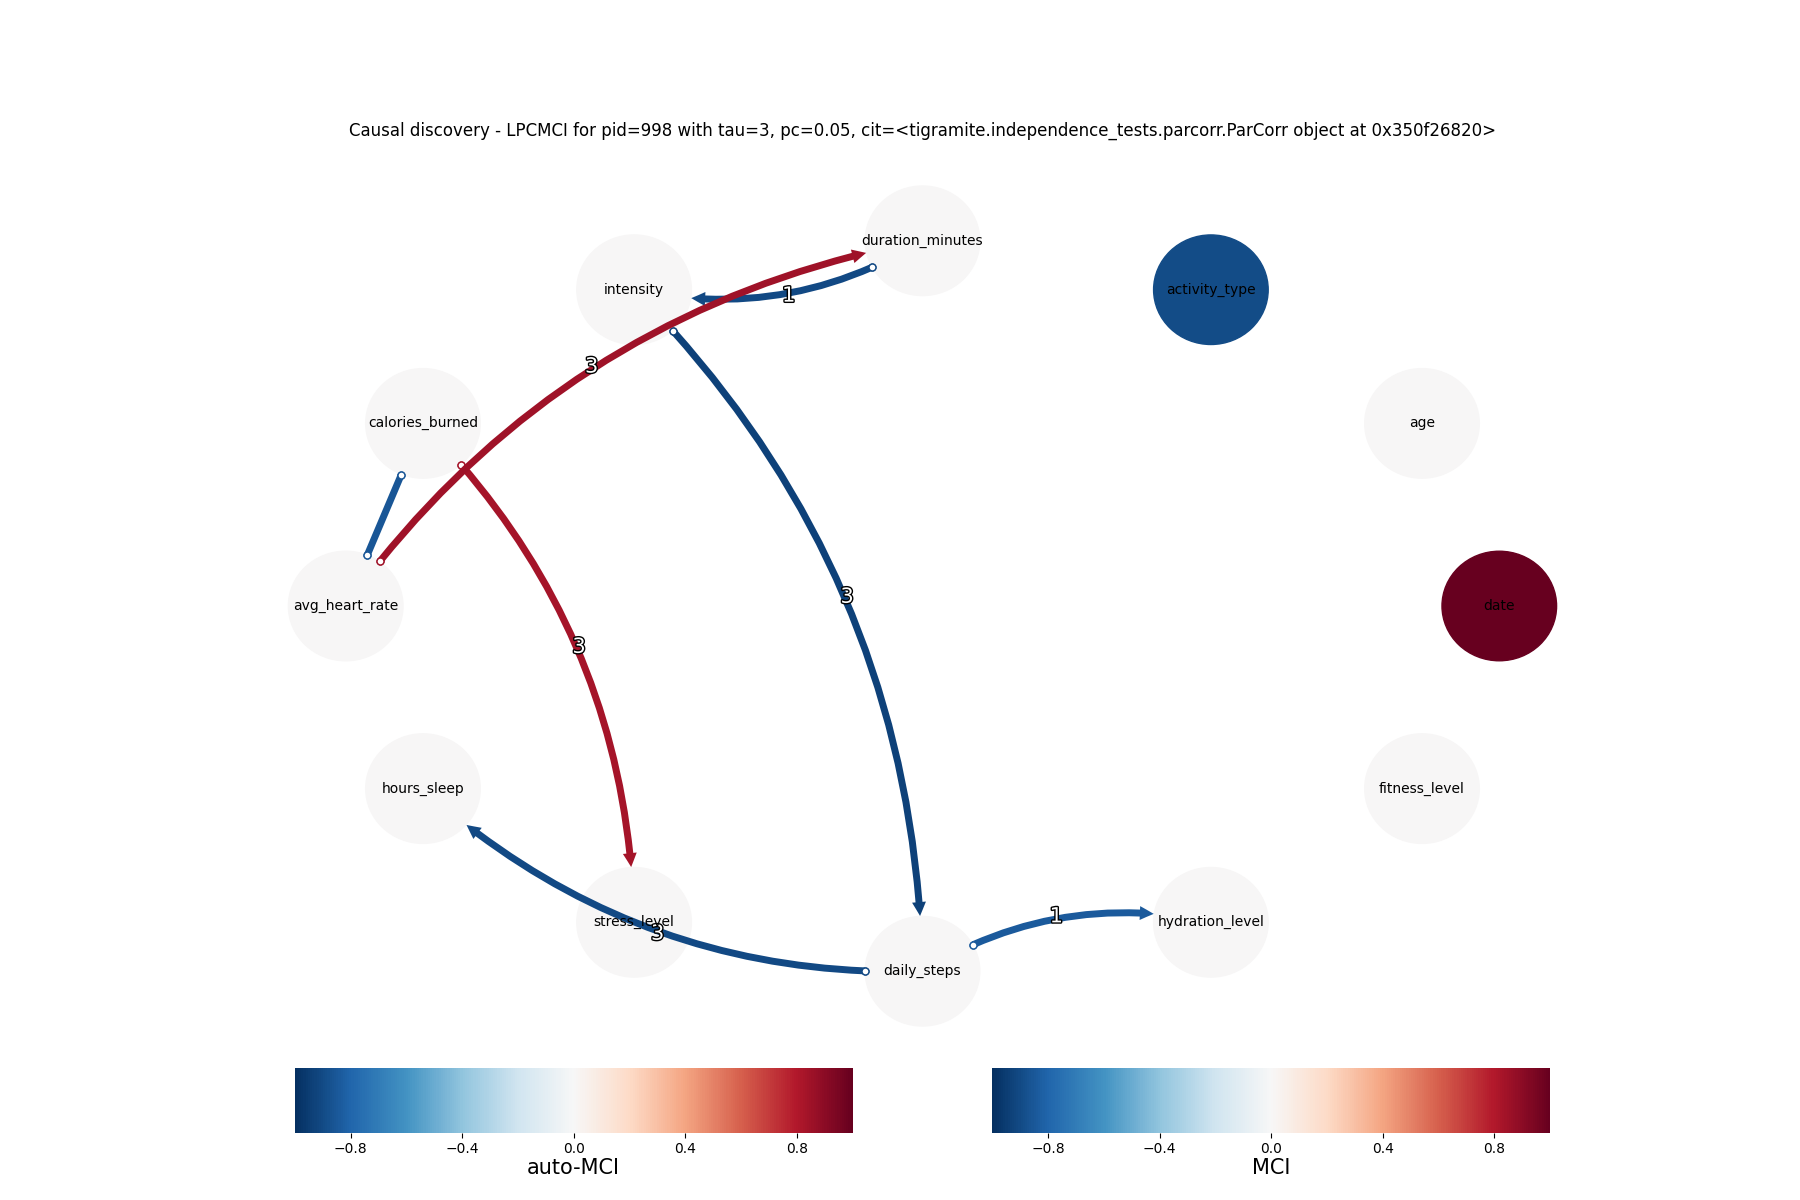 Causal discovery - LPCMCI for pid=998 with tau=3, pc=0.05, cit=<tigramite.independence_tests.parcorr.ParCorr object at 0x350f26820>
duration_minutes
intensity
activity_type
1
3
calories_burned
age
3
avg_heart_rate
date
3
hours_sleep
fitness_level
stress_level
3
1
hydration_level
daily_steps
−0.8 −0.4 0.0 0.4 0.8
auto-MCI
−0.8 −0.4 0.0 0.4 0.8
MCI